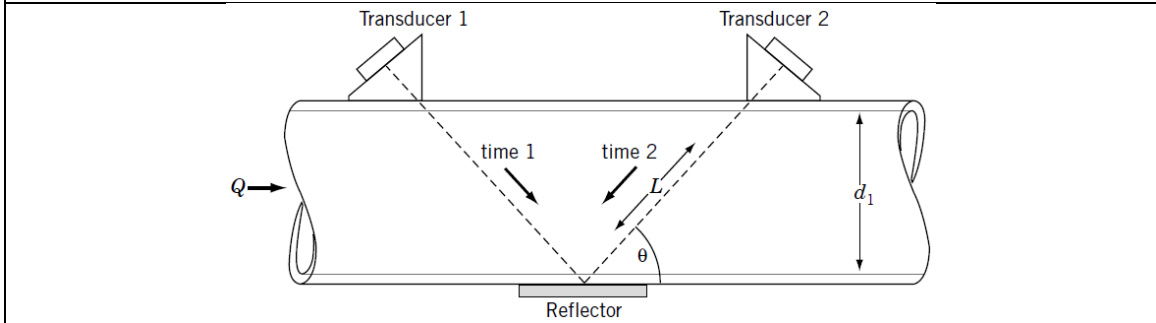 Transducer 1
Transducer 2
time 1
time 2
Q
L
d1
θ
Reflector